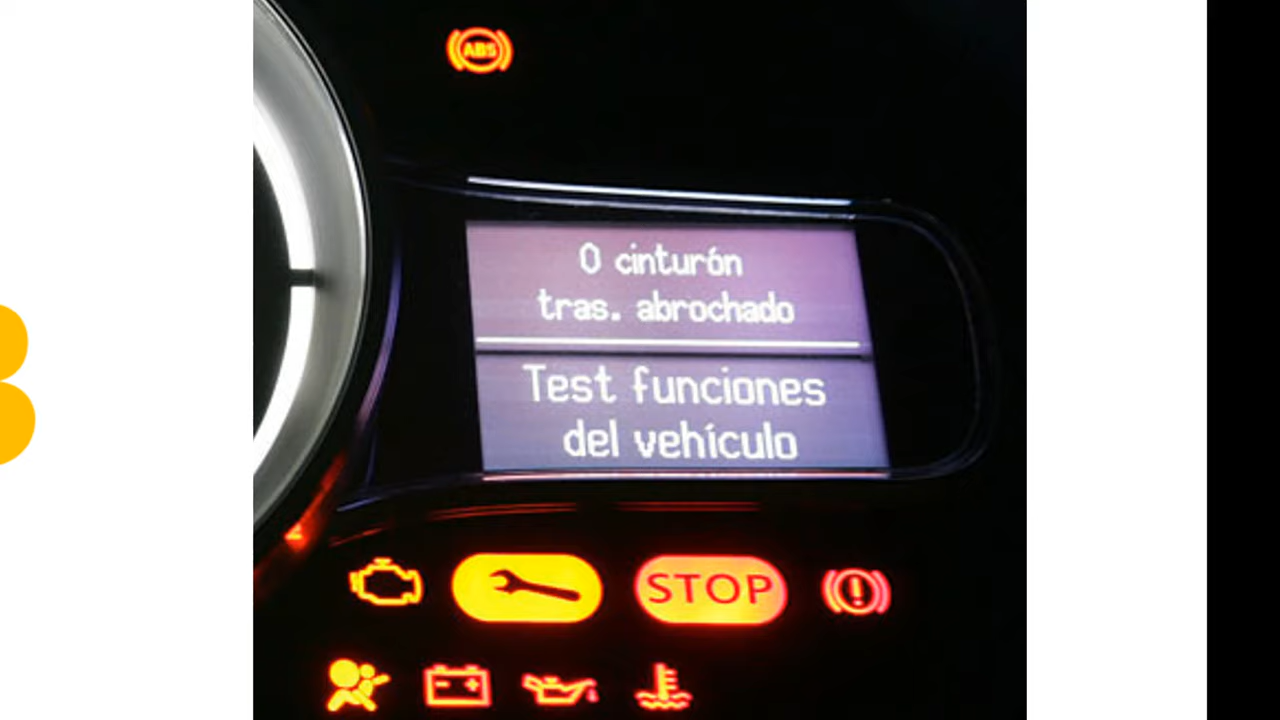 ABS
0 cinturón
tras. abrochado
Test funciones
del vehículo
STOP